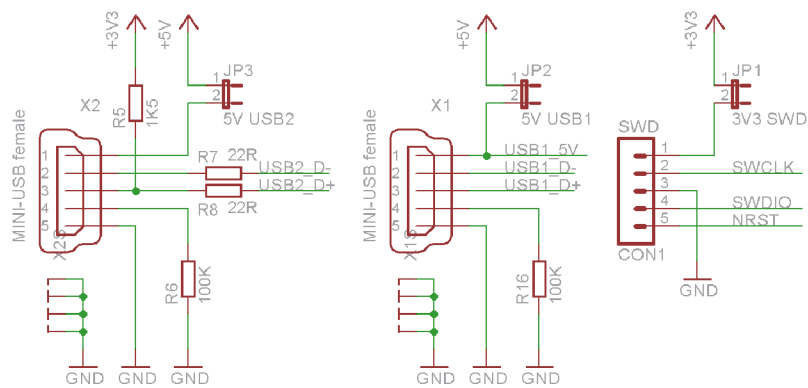 +3V3
+5V
JP3
1
2
5V USB2
X2
R5
1K5
MINI-USB female
1
2
3
4
5
R7 22R
USB2_D-
USB2_D+
R8 22R
X2S
R6
100K
GND
GND
GND
+5V
JP2
1
2
5V USB1
X1
MINI-USB female
1
2
3
4
5
USB1_5V
USB1_D-
USB1_D+
X1S
R16
100K
GND
GND
GND
+3V3
JP1
1
2
3V3 SWD
SWD
1
2
3
4
5
SWCLK
SWDIO
NRST
CON1
GND